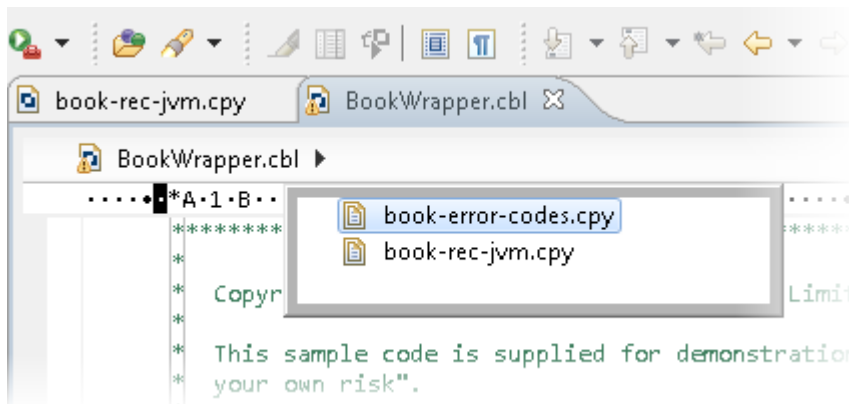 book-rec-jvm.cpy BookWrapper.cbl
BookWrapper.cbl
*A·1·B··
book-error-codes.cpy
book-rec-jvm.cpy
********
*
* Copyr
*
* This sample code is supplied for demonstration
* your own risk".